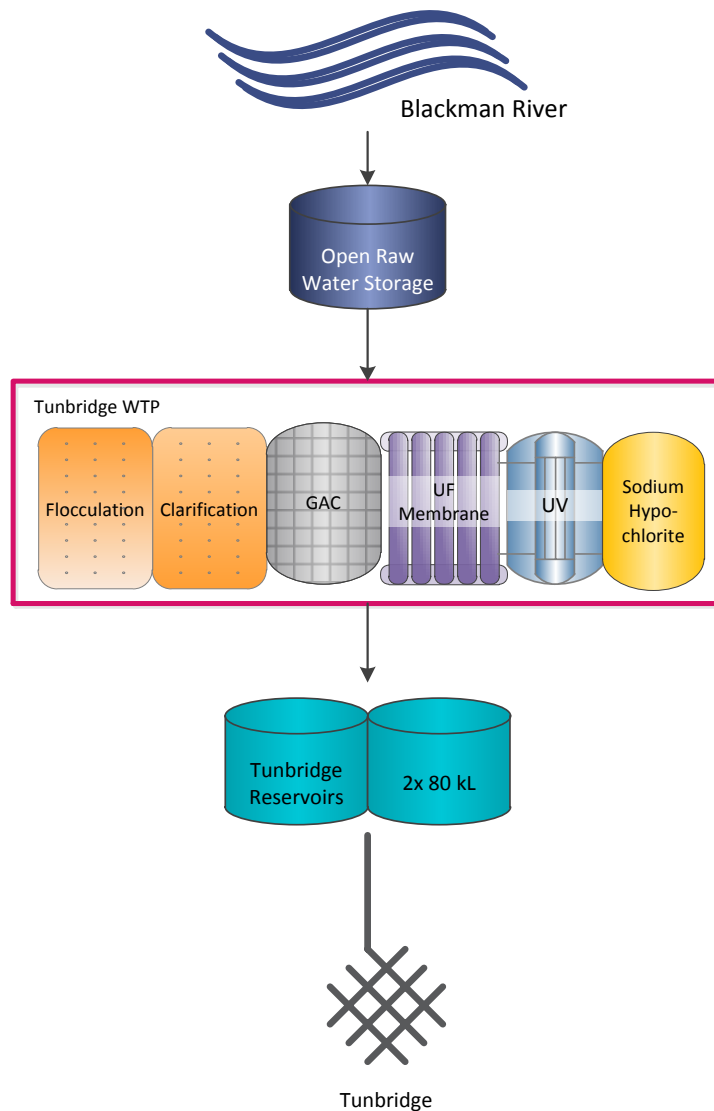 Blackman River
Open Raw
Water Storage
Tunbridge WTP
Flocculation
Clarification
GAC
UF
Membrane
UV
Sodium
Hypo-
chlorite
Tunbridge
Reservoirs
2x 80 kL
Tunbridge